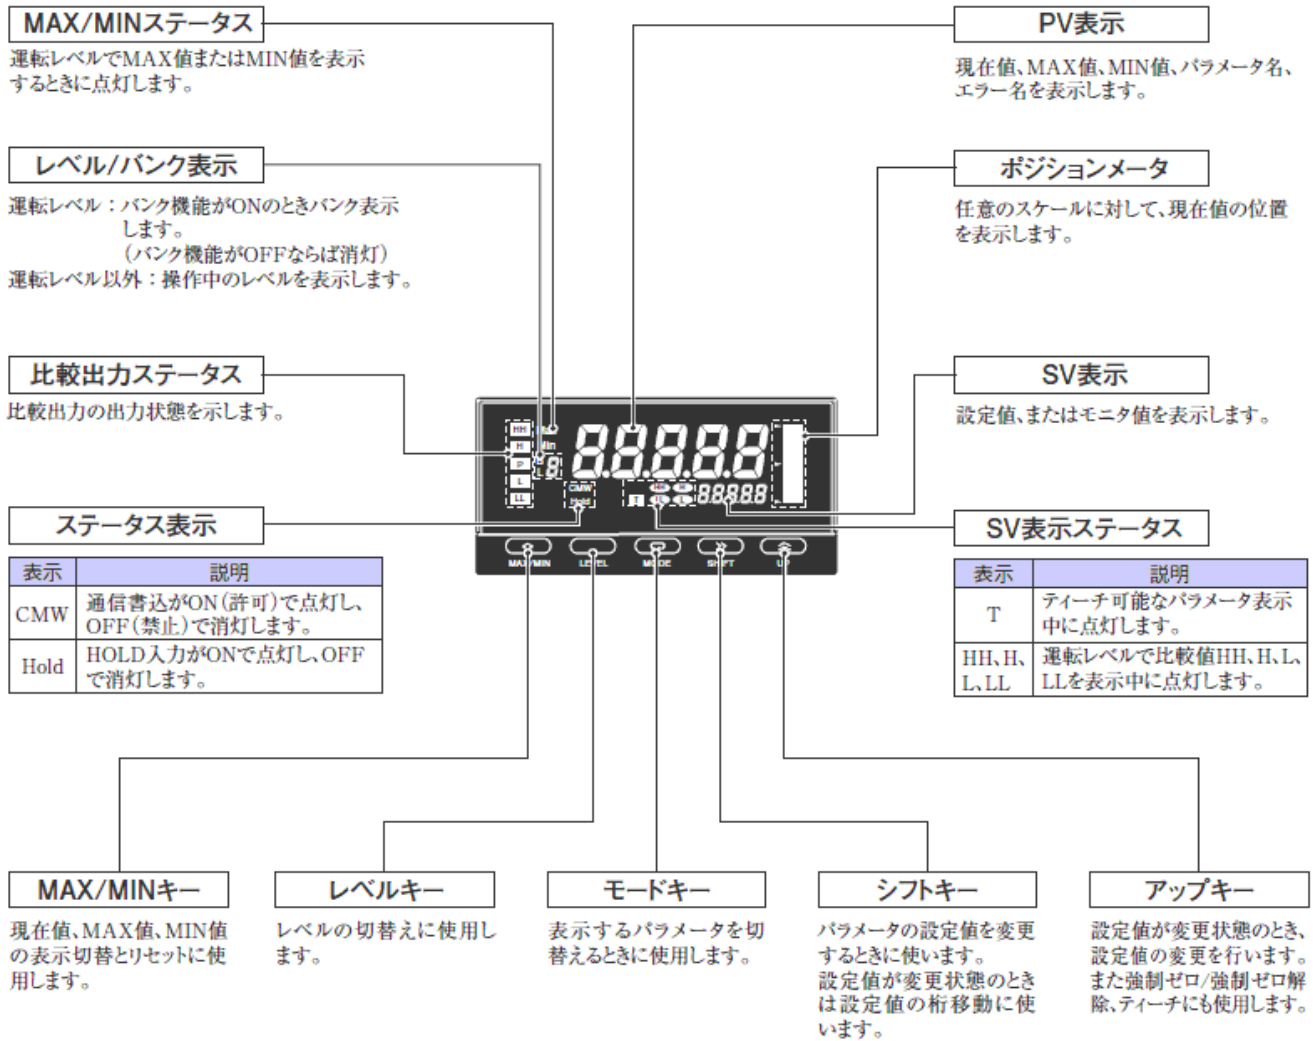 MAX/MINステータス
運転レベルでMAX値またはMIN値を表示
するときに点灯します。
レベル/バンク表示
運転レベル：バンク機能がONのときバンク表示
します。
（バンク機能がOFFならば消灯）
運転レベル以外：操作中のレベルを表示します。
比較出力ステータス
比較出力の出力状態を示します。
ステータス表示
表示 説明
CMW 通信書込がON（許可）で点灯し、
OFF（禁止）で消灯します。
Hold HOLD入力がONで点灯し、OFF
で消灯します。
PV表示
現在値、MAX値、MIN値、パラメータ名、
エラー名を表示します。
ポジションメータ
任意のスケールに対して、現在値の位置
を表示します。
SV表示
設定値、またはモニタ値を表示します。
SV表示ステータス
表示 説明
T ティーチ可能なパラメータ表示
中に点灯します。
HH、H、 運転レベルで比較値HH、H、L、
L、LL LLを表示中に点灯します。
HH
H
P
L
LL
Min
L 8
88888
CMW
Hold
T HH H
LL L
88888
MAX/MIN LEVEL MODE SHIFT UP
MAX/MINキー
現在値、MAX値、MIN値
の表示切替とリセットに使
用します。
レベルキー
レベルの切替えに使用し
ます。
モードキー
表示するパラメータを切
替えるときに使用します。
シフトキー
パラメータの設定値を変更
するときに使います。
設定値が変更状態のとき
は設定値の桁移動に使
います。
アップキー
設定値が変更状態のとき、
設定値の変更を行います。
また強制ゼロ/強制ゼロ解
除、ティーチにも使用します。